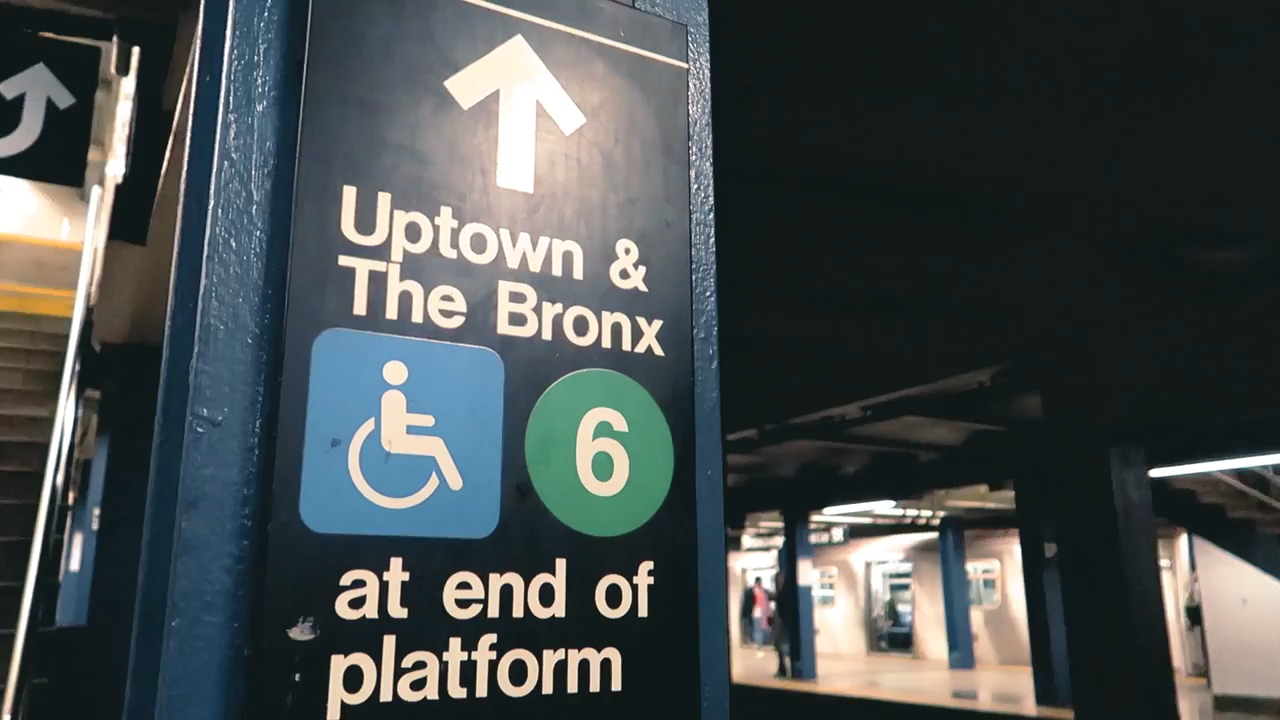 Uptown &
The Bronx
6
at end of
platform